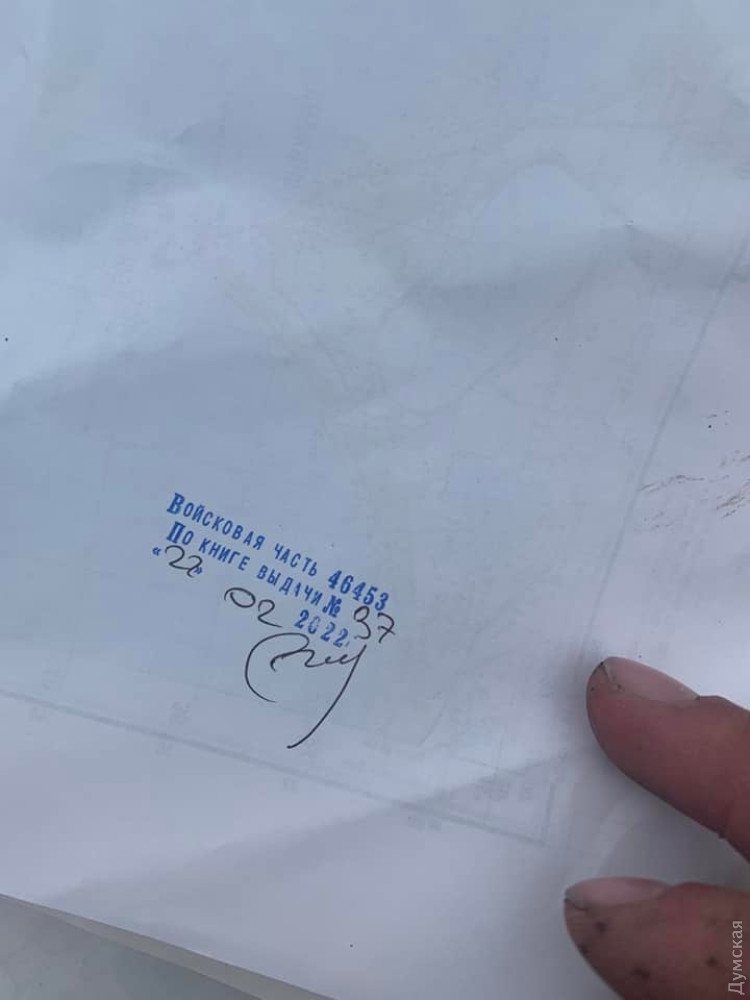 Войсковая часть 46453
По книге выдачи № 37
«22» 02 2022
Думская